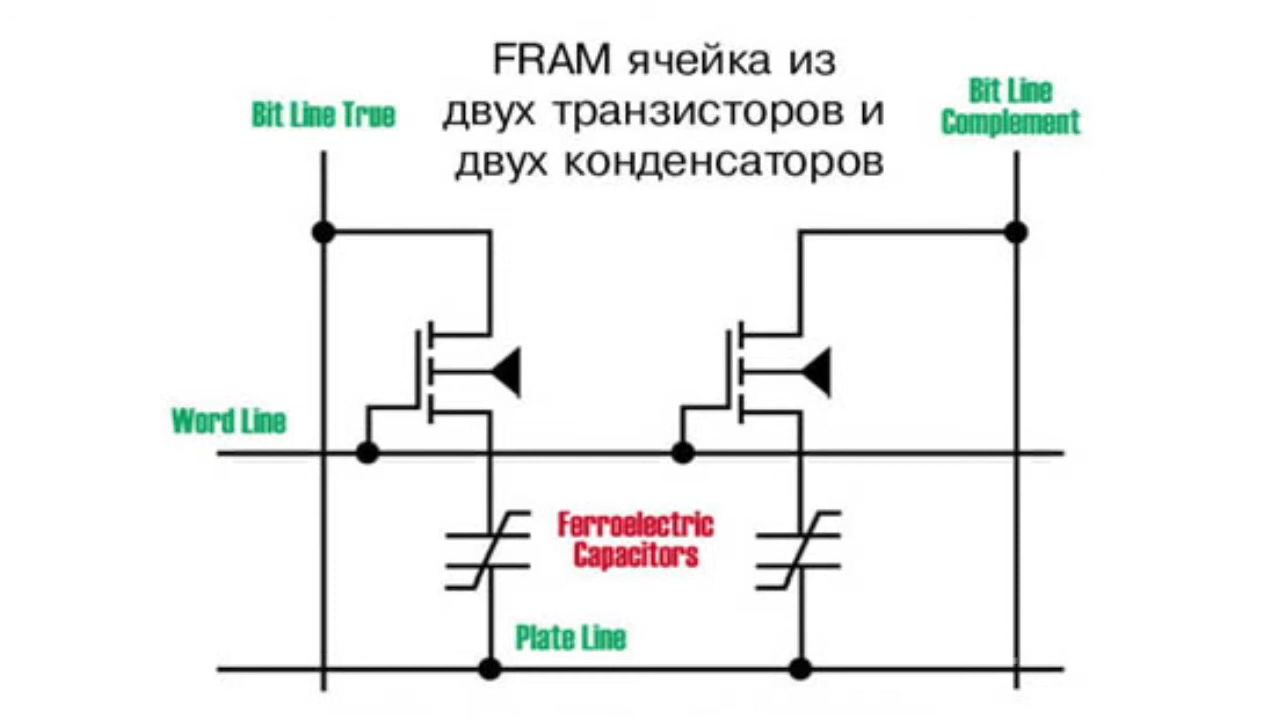 FRAM ячейка из
двух транзисторов и
двух конденсаторов
Bit Line True
Bit Line
Complement
Word Line
Ferroelectric
Capacitors
Plate Line